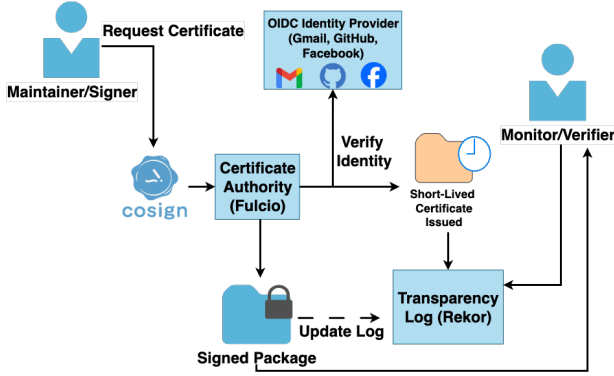 Request Certificate
Maintainer/Signer
OIDC Identity Provider
(Gmail, GitHub,
Facebook)
Monitor/Verifier
Verify
Identity
cosign
Certificate
Authority
(Fulcio)
Short-Lived
Certificate
Issued
Transparency
Log (Rekor)
Update Log
Signed Package